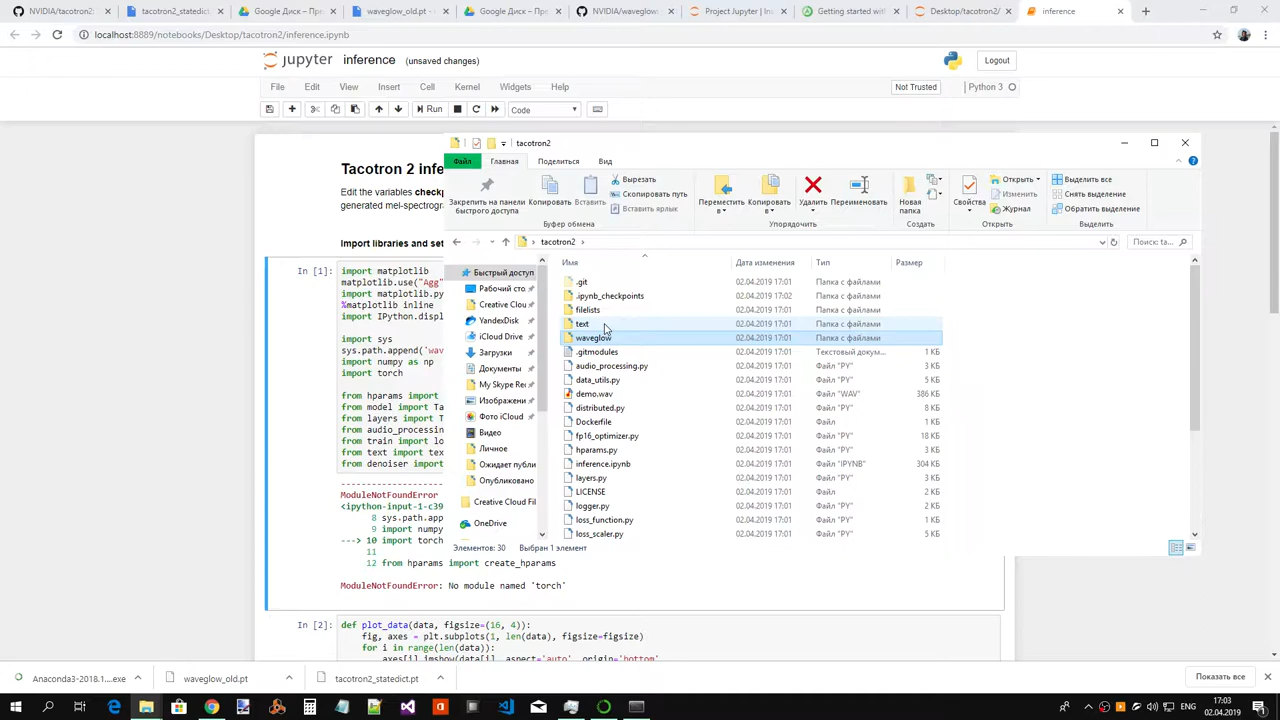 NVIDIA/tacotron2:
tacotron2_statedict.
Google Диск – Пр
waveglow_old.pt -
Google Диск – Пр
NVIDIA/waveglow:
Project Jupyter | In
Getting started with
Desktop/tacotron2/
inference
localhost:8889/notebooks/Desktop/tacotron2/inference.ipynb
jupyter inference (unsaved changes)
Logout
File Edit View Insert Cell Kernel Widgets Help
Not Trusted
Python 3
Run
Code
Tacotron 2 infe
Edit the variables checkp
generated mel-spectrogra
Import libraries and set
In [1]:
import matplotlib
matplotlib.use("Agg"
import matplotlib.py
%matplotlib inline
import IPython.displ
import sys
sys.path.append('wav
import numpy as np
import torch
from hparams import
from model import Ta
from layers import T
from audio_processing
from train import lo
from text import tex
from denoiser import
ModuleNotFoundError
<ipython-input-1-c39
8 sys.path.app
9 import numpy
---> 10 import torch
11
12 from hparams import create_hparams
ModuleNotFoundError: No module named 'torch'
In [2]:
def plot_data(data, figsize=(16, 4)):
fig, axes = plt.subplots(1, len(data), figsize=figsize)
for i in range(len(data)):
axes[i].imshow(data[i], aspect='auto', origin='bottom',
tacotron2
Файл Главная Поделиться Вид
Закрепить на панели быстрого доступа
Копировать
Вставить
Вырезать
Скопировать путь
Вставить ярлык
Буфер обмена
Переместить в
Копировать в
Удалить
Переименовать
Упорядочить
Новая папка
Создать
Свойства
Открыть
Изменить
Журнал
Открыть
Выделить все
Снять выделение
Обратить выделение
Выделить
tacotron2
Поиск: ta...
Быстрый доступ
Рабочий сто
Creative Clou
YandexDisk
iCloud Drive
Загрузки
Документы
My Skype Rec
Изображени
Фото iCloud
Видео
Личное
Ожидает публи
Опубликовано
Creative Cloud Fil
OneDrive
Имя Дата изменения Тип Размер
.git 02.04.2019 17:01 Папка с файлами
.ipynb_checkpoints 02.04.2019 17:02 Папка с файлами
filelists 02.04.2019 17:01 Папка с файлами
text 02.04.2019 17:01 Папка с файлами
waveglow 02.04.2019 17:01 Папка с файлами
.gitmodules 02.04.2019 17:01 Текстовый докум... 1 КБ
audio_processing.py 02.04.2019 17:01 Файл "PY" 3 КБ
data_utils.py 02.04.2019 17:01 Файл "PY" 5 КБ
demo.wav 02.04.2019 17:01 Файл "WAV" 386 КБ
distributed.py 02.04.2019 17:01 Файл "PY" 8 КБ
Dockerfile 02.04.2019 17:01 Файл 1 КБ
fp16_optimizer.py 02.04.2019 17:01 Файл "PY" 18 КБ
hparams.py 02.04.2019 17:01 Файл "PY" 4 КБ
inference.ipynb 02.04.2019 17:01 Файл "IPYNB" 304 КБ
layers.py 02.04.2019 17:01 Файл "PY" 3 КБ
LICENSE 02.04.2019 17:01 Файл 2 КБ
logger.py 02.04.2019 17:01 Файл "PY" 2 КБ
loss_function.py 02.04.2019 17:01 Файл "PY" 1 КБ
loss_scaler.py 02.04.2019 17:01 Файл "PY" 5 КБ
Элементов: 30 Выбран 1 элемент
Anaconda3-2018.1....exe
waveglow_old.pt
tacotron2_statedict.pt
Показать все
ENG
17:03
02.04.2019